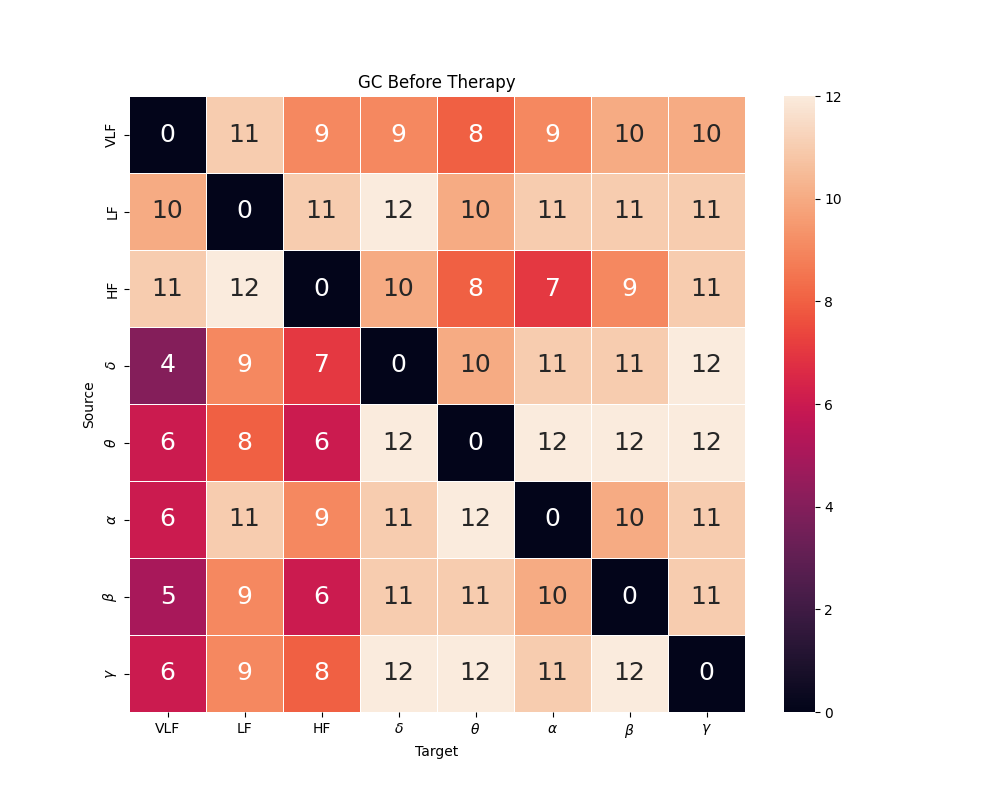 GC Before Therapy
VLF 0 11 9 9 8 9 10 10
LF 10 0 11 12 10 11 11 11
HF 11 12 0 10 8 7 9 11
δ 4 9 7 0 10 11 11 12
θ 6 8 6 12 0 12 12 12
α 6 11 9 11 12 0 10 11
β 5 9 6 11 11 10 0 11
γ 6 9 8 12 12 11 12 0
VLF LF HF δ θ α β γ
Source
Target
12
10
8
6
4
2
0